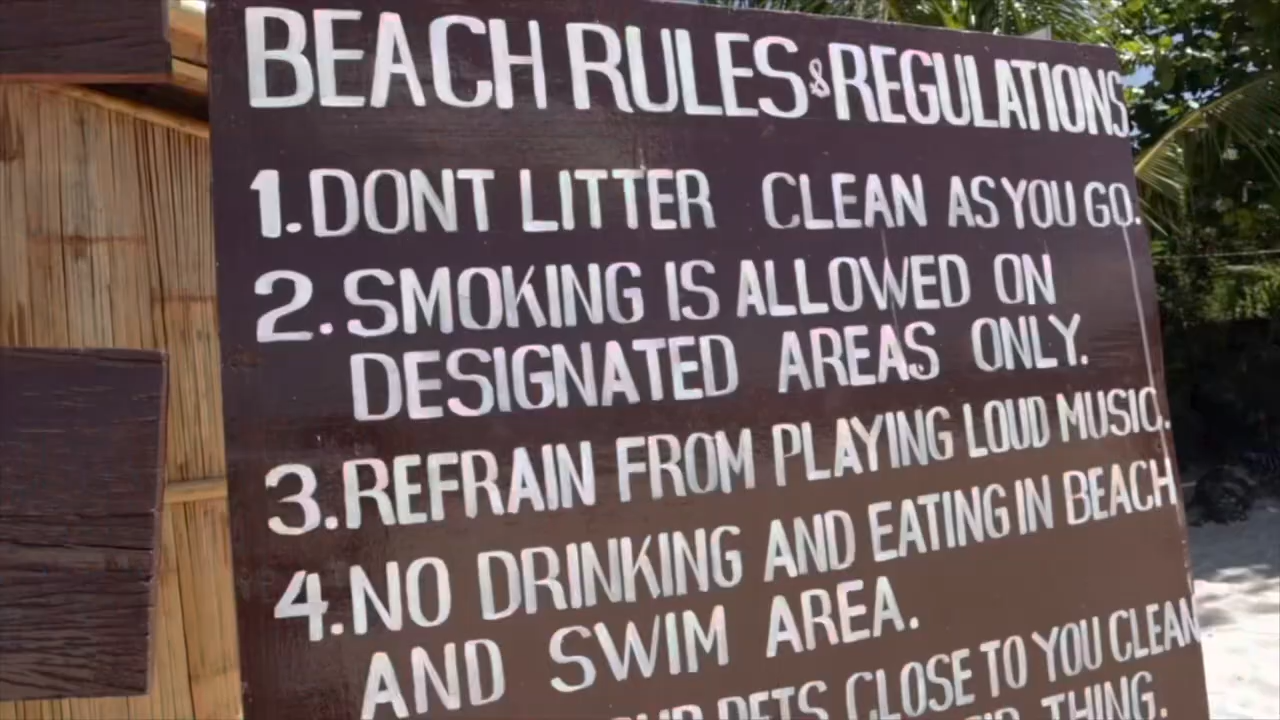 BEACH RULES & REGULATIONS
1. DONT LITTER CLEAN AS YOU GO.
2. SMOKING IS ALLOWED ON
DESIGNATED AREAS ONLY.
3. REFRAIN FROM PLAYING LOUD MUSIC.
4. NO DRINKING AND EATING IN BEACH
AND SWIM AREA.
PETS CLOSE TO YOU CLEAN
THING.